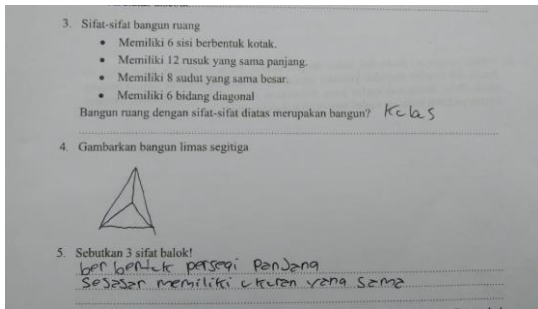 3. Sifat-sifat bangun ruang
• Memiliki 6 sisi berbentuk kotak.
• Memiliki 12 rusuk yang sama panjang.
• Memiliki 8 sudut yang sama besar.
• Memiliki 6 bidang diagonal
Bangun ruang dengan sifat-sifat diatas merupakan bangun? Kelas
4. Gambarkan bangun limas segitiga
5. Sebutkan 3 sifat balok!
berbentuk persegi panjang
Sesasar memiliki ukuran yang sama